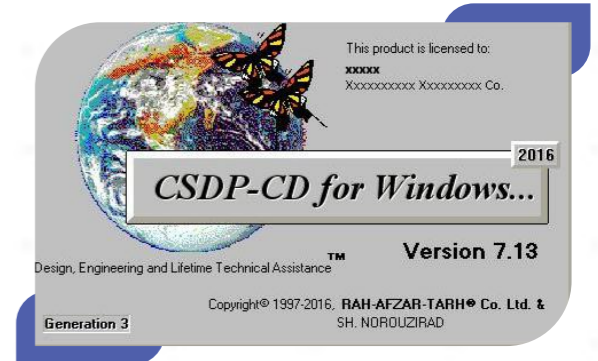 This product is licensed to:
xxxxx
Xxxxxxxxxx Xxxxxxxxx Co.
2016
CSDP-CD for Windows...
TM
Version 7.13
Design, Engineering and Lifetime Technical Assistance
Copyright© 1997-2016, RAH-AFZAR-TARH® Co. Ltd. &
SH. NOROUZIRAD
Generation 3